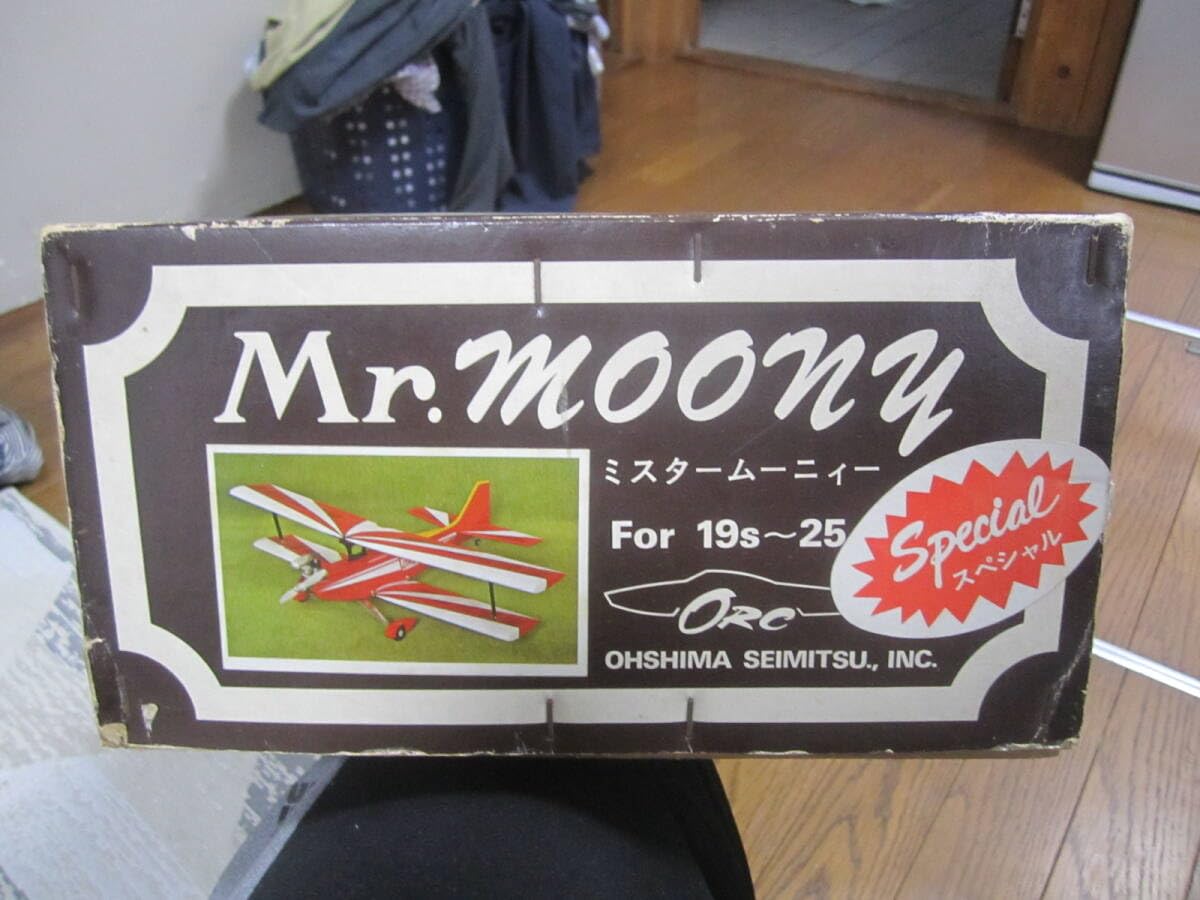 Mr. moony
ミスタームーニィー
For 19s～25
Special
スペシャル
ORC
OHSHIMA SEIMITSU., INC.